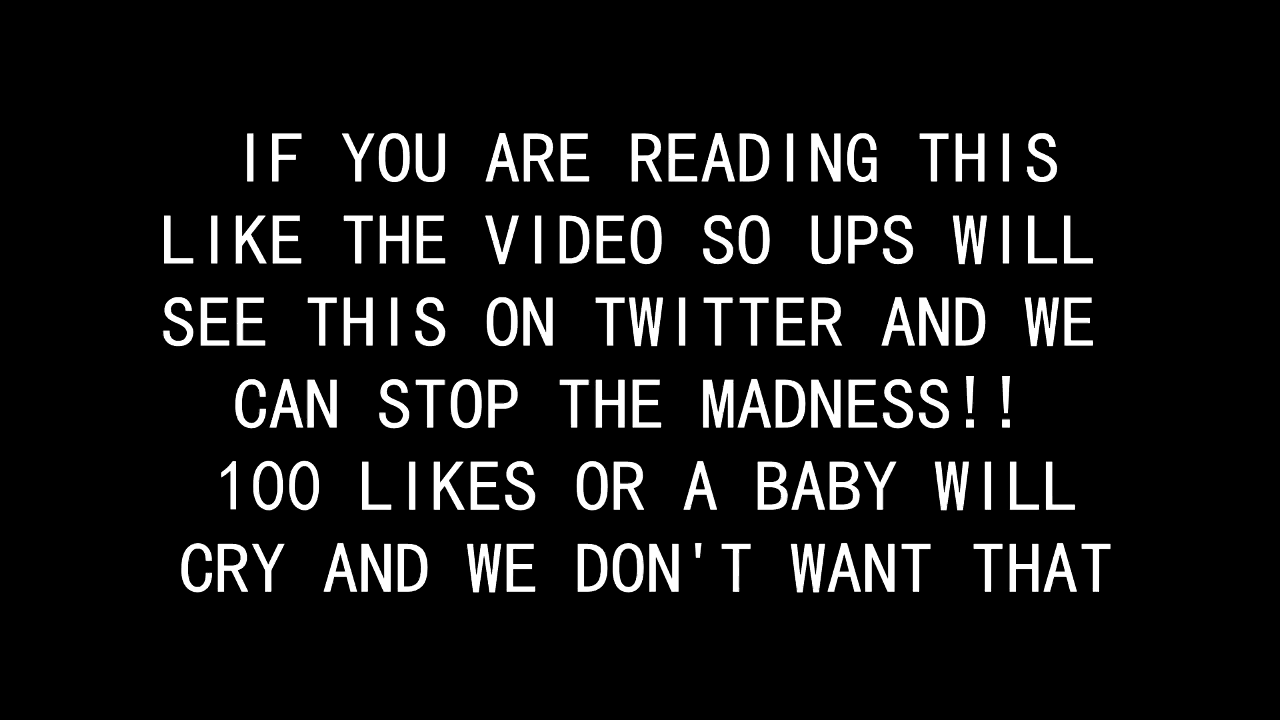 IF YOU ARE READING THIS
LIKE THE VIDEO SO UPS WILL
SEE THIS ON TWITTER AND WE
CAN STOP THE MADNESS!!
100 LIKES OR A BABY WILL
CRY AND WE DON'T WANT THAT